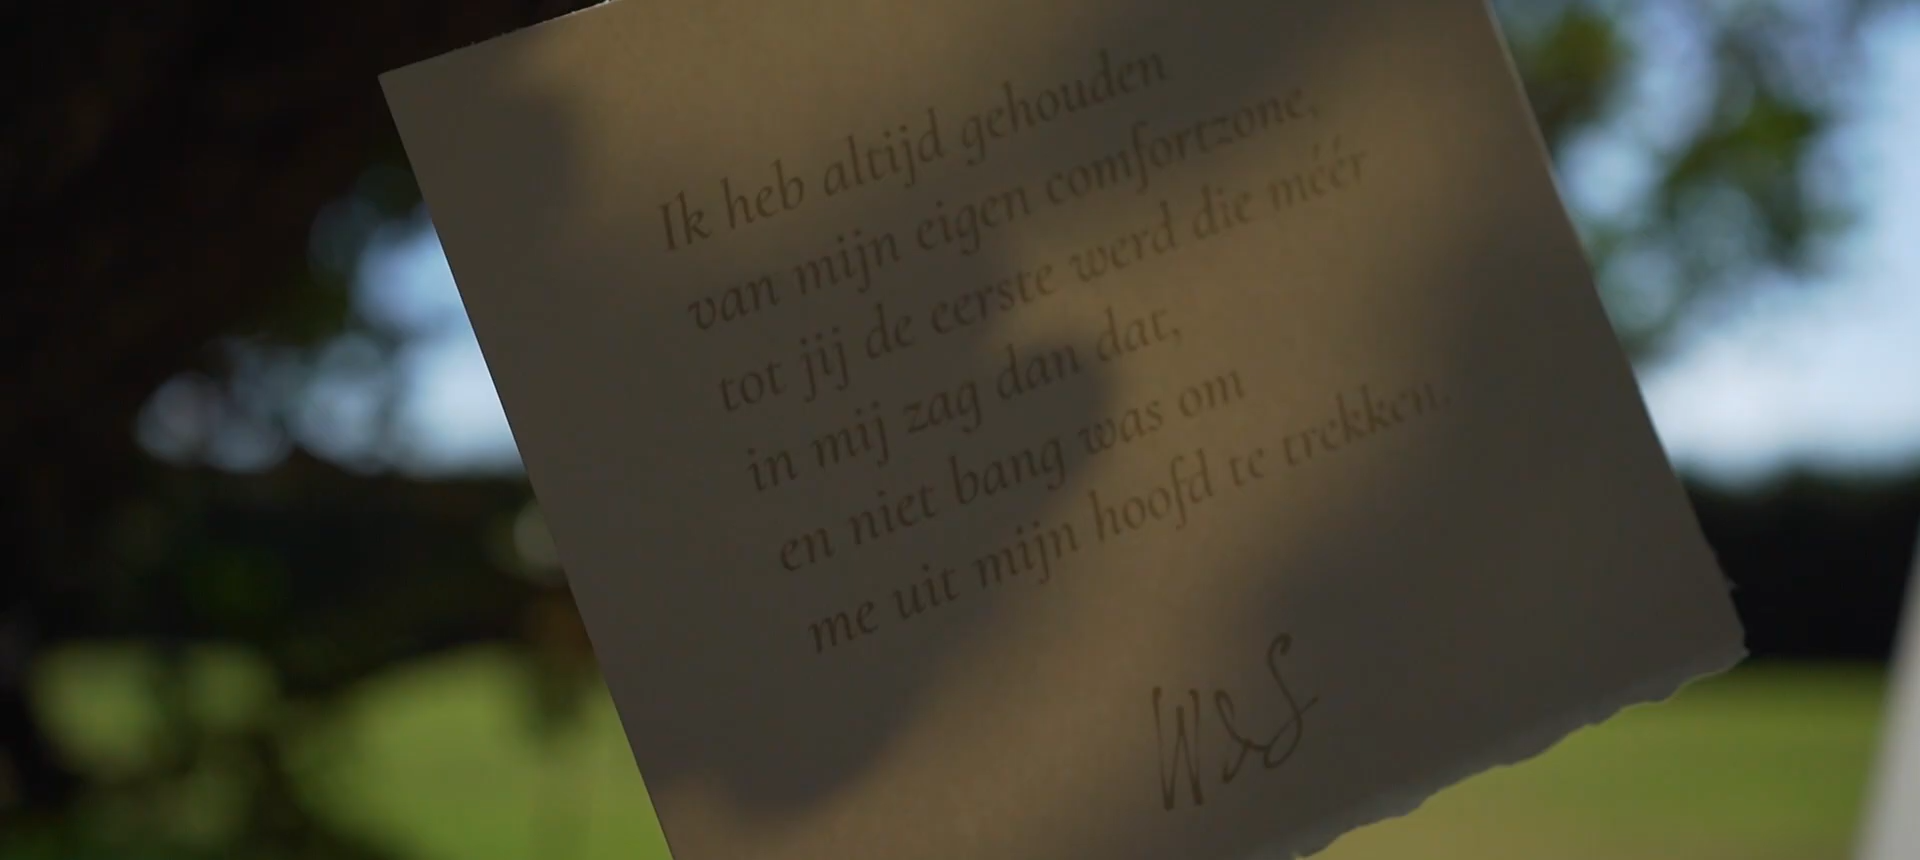 Ik heb altijd gehouden
van mijn eigen comfortzone,
tot jij de eerste werd die méér
in mij zag dan dat,
en niet bang was om
me uit mijn hoofd te trekken.
Wes